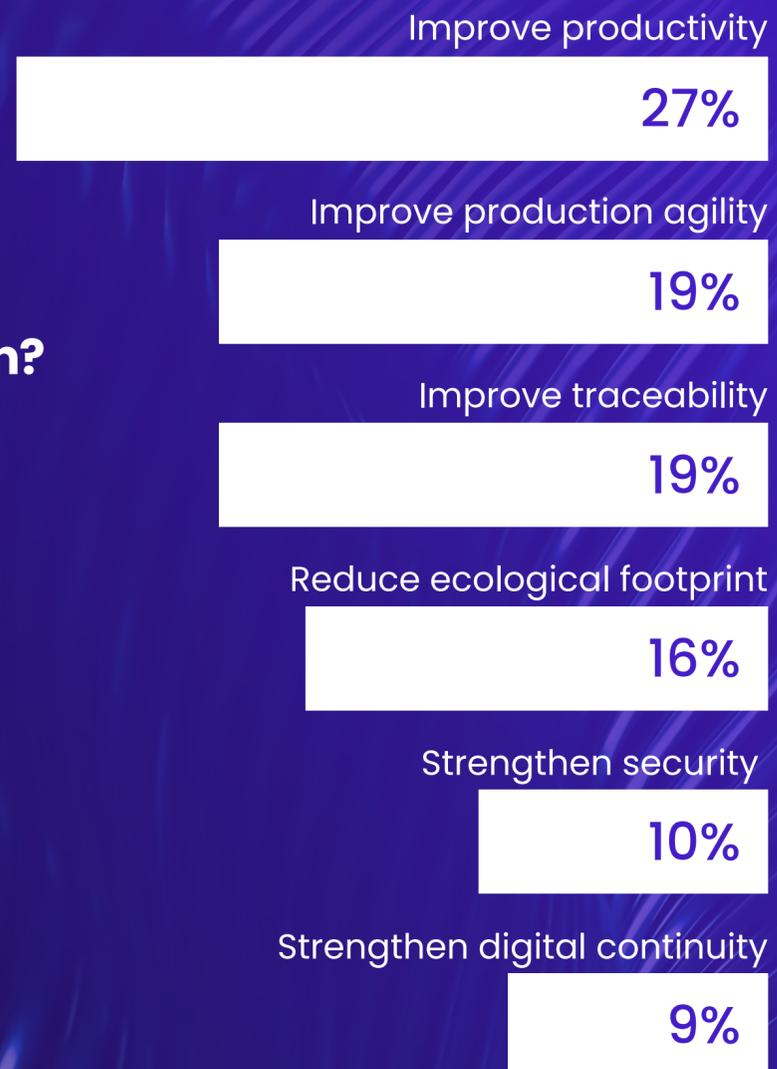 Improve productivity
27%
Improve production agility
19%
n?
Improve traceability
19%
Reduce ecological footprint
16%
Strengthen security
10%
Strengthen digital continuity
9%